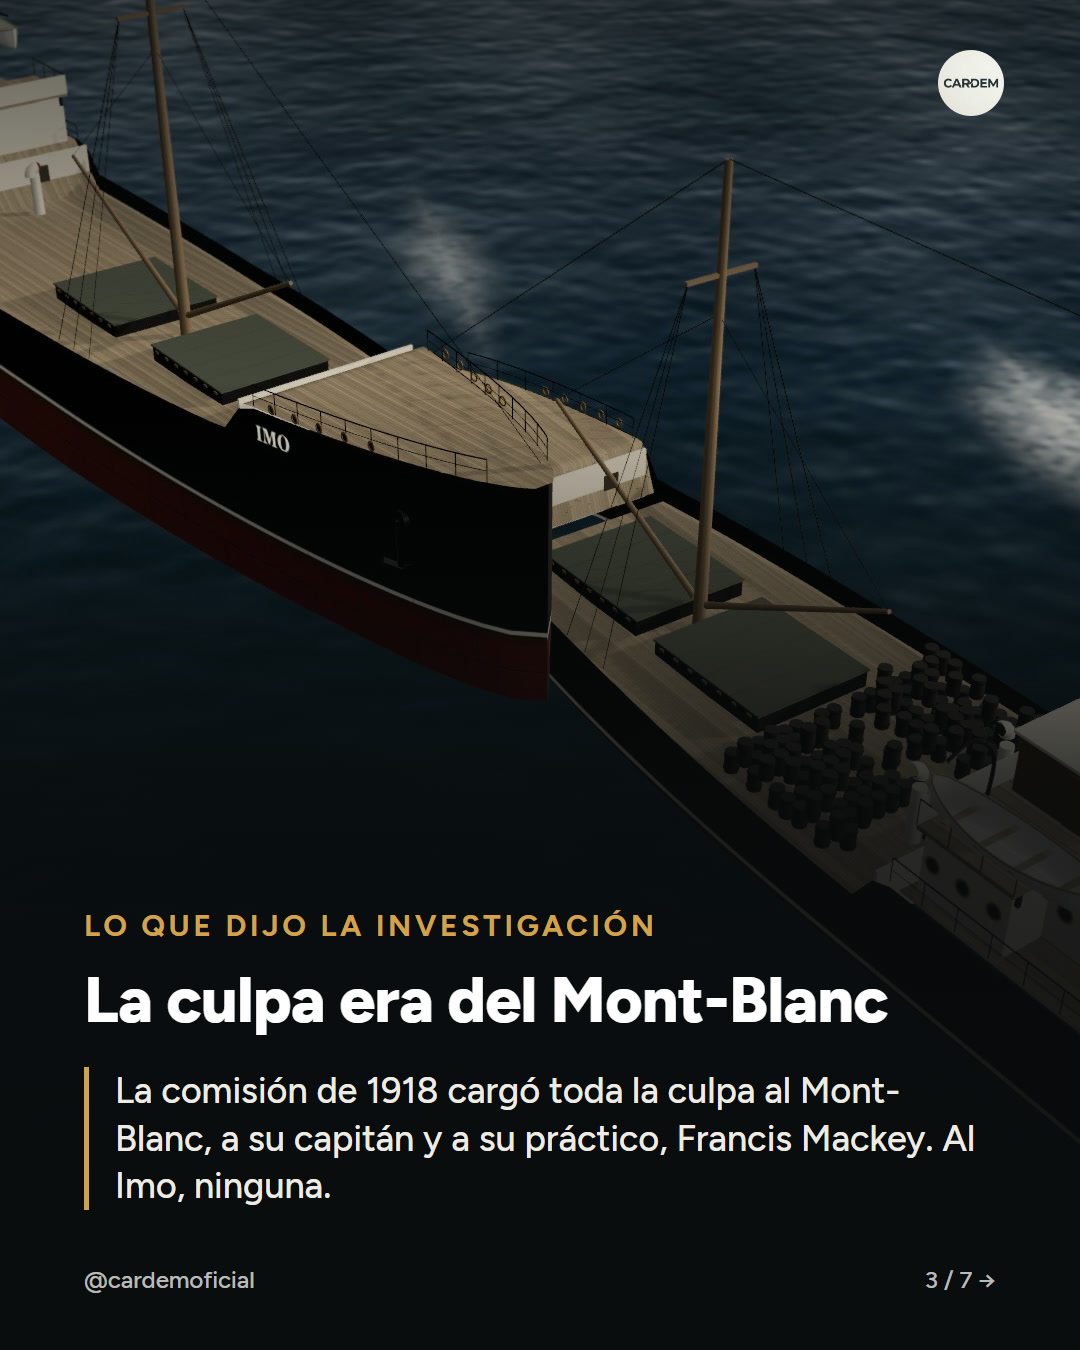 CARDEM
IMO
LO QUE DIJO LA INVESTIGACIÓN
La culpa era del Mont-Blanc
La comisión de 1918 cargó toda la culpa al Mont-
Blanc, a su capitán y a su práctico, Francis Mackey. Al
Imo, ninguna.
@cardemoficial
3 / 7 →